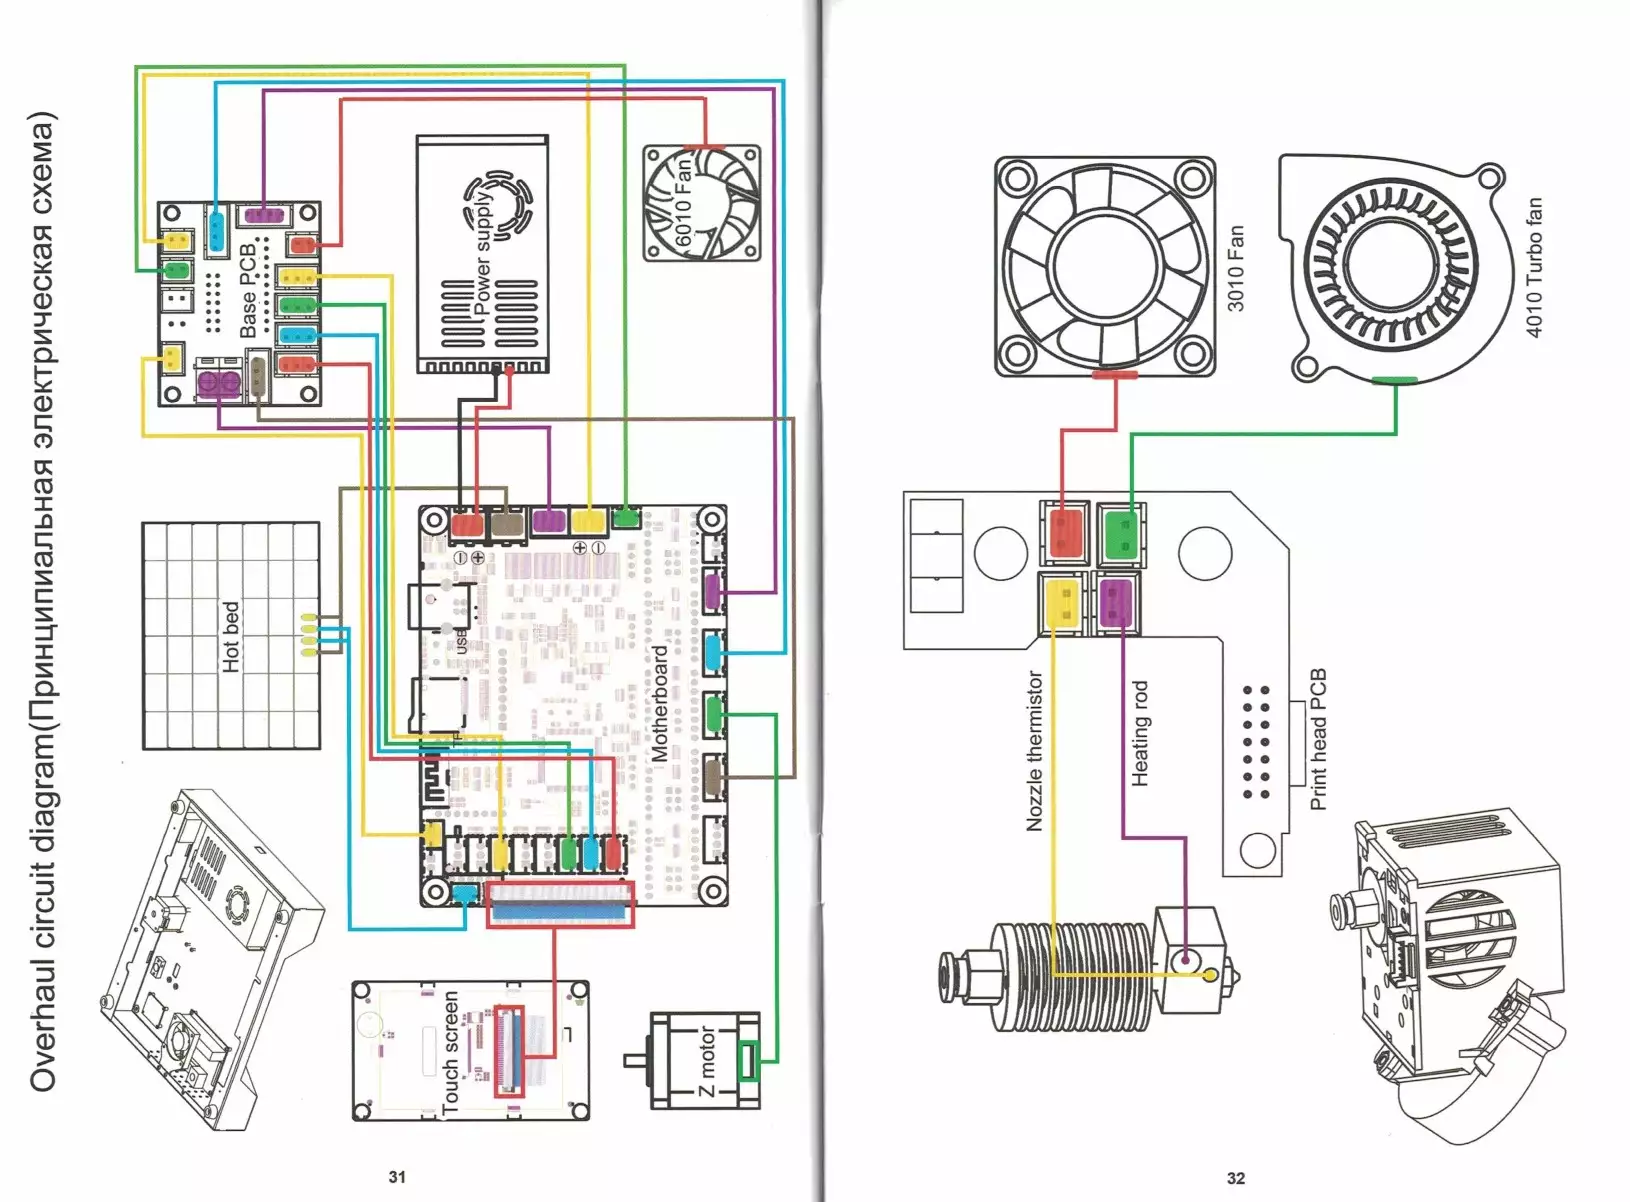 Overhaul circuit diagram(Принципиальная электрическая схема)
Base PCB
Power supply
6010 Fan
Hot bed
USB
TF
Motherboard
Touch screen
Z motor
31
3010 Fan
4010 Turbo fan
Nozzle thermistor
Heating rod
Print head PCB
32